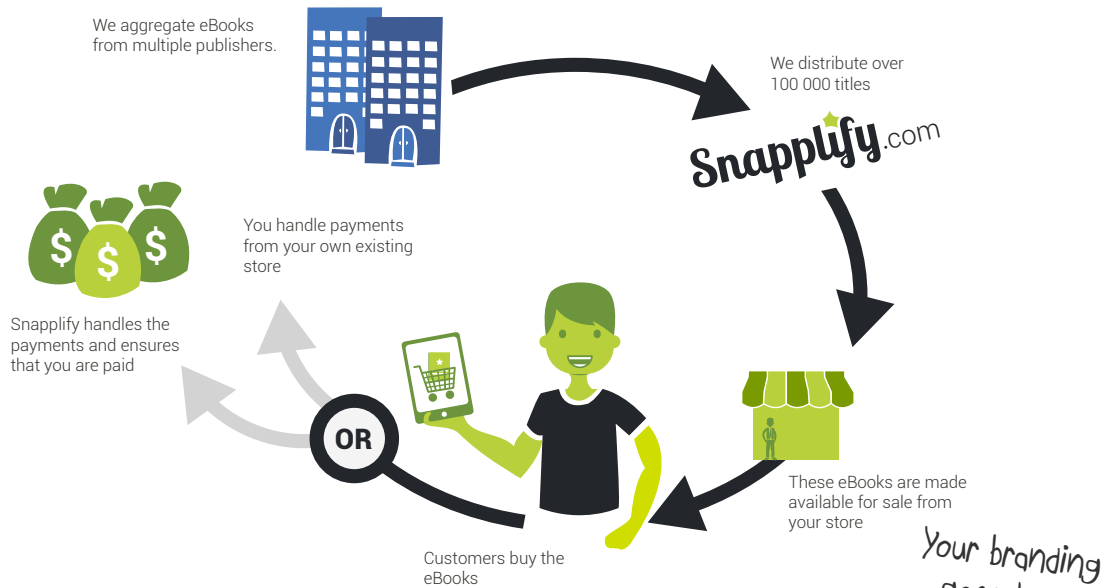 We aggregate eBooks
from multiple publishers.
We distribute over
100 000 titles
Snapplify.com
You handle payments
from your own existing
store
$ $ $
Snapplify handles the
payments and ensures
that you are paid
OR
These eBooks are made
available for sale from
your store
Customers buy the
eBooks
Your branding